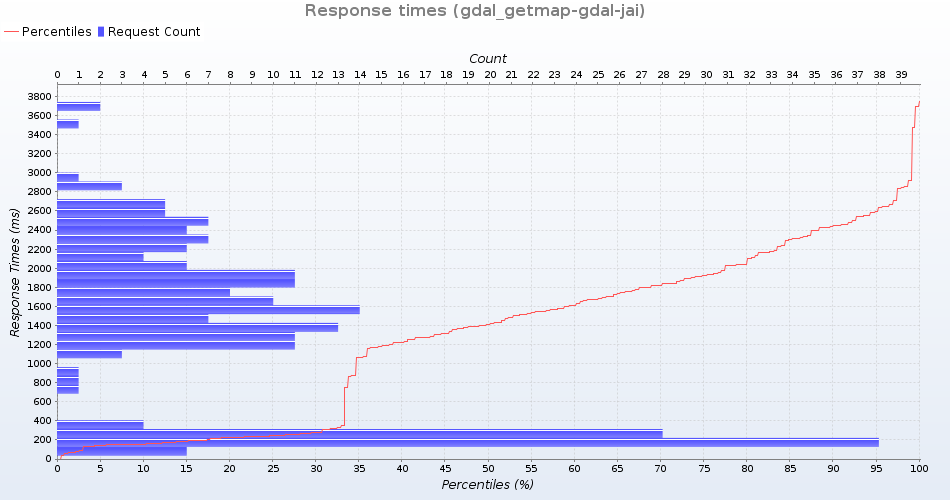 Response times (gdal_getmap-gdal-jai)
Percentiles Request Count
Count
0 1 2 3 4 5 6 7 8 9 10 11 12 13 14 15 16 17 18 19 20 21 22 23 24 25 26 27 28 29 30 31 32 33 34 35 36 37 38 39
Response Times (ms)
3800
3600
3400
3200
3000
2800
2600
2400
2200
2000
1800
1600
1400
1200
1000
800
600
400
200
0
0 5 10 15 20 25 30 35 40 45 50 55 60 65 70 75 80 85 90 95 100
Percentiles (%)